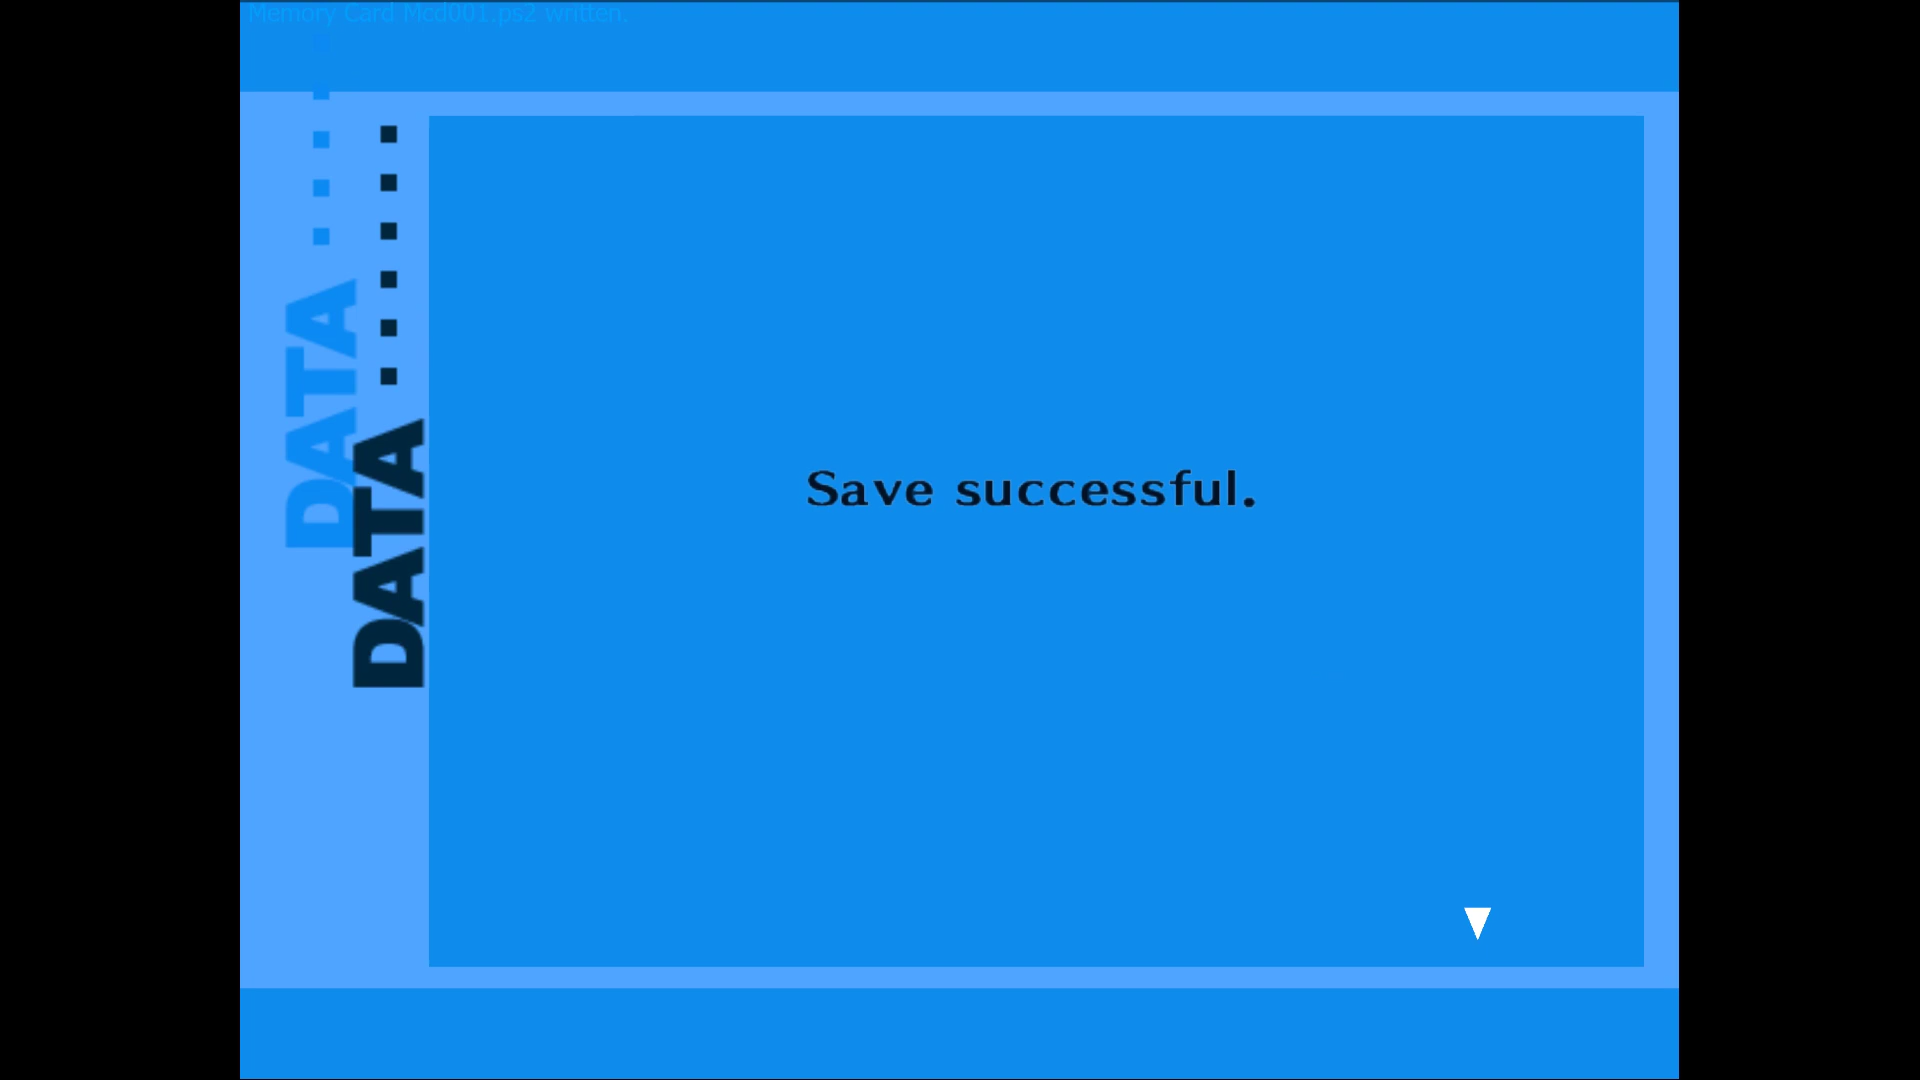 Memory Card Mcd001.ps2 written.
DATA
DATA
Save successful.